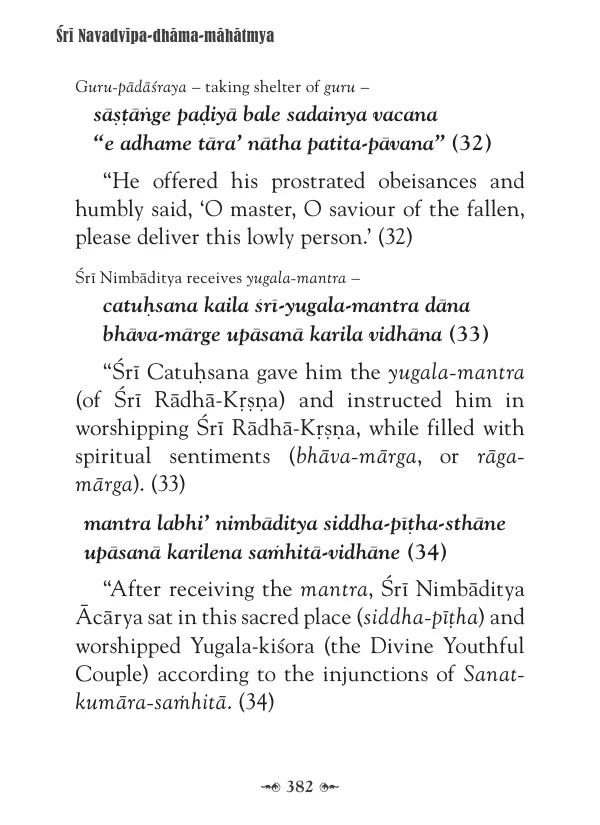 Śrī Navadvīpa-dhāma-māhātmya
Guru-pādāśraya – taking shelter of guru –
sāṣṭāṅge paḍiyā bale sadainya vacana
“e adhame tāra’ nātha patita-pāvana” (32)
“He offered his prostrated obeisances and
humbly said, ‘O master, O saviour of the fallen,
please deliver this lowly person.’ (32)
Śrī Nimbāditya receives yugala-mantra –
catuḥsana kaila śrī-yugala-mantra dāna
bhāva-mārge upāsanā karila vidhāna (33)
“Śrī Catuḥsana gave him the yugala-mantra
(of Śrī Rādhā-Kṛṣṇa) and instructed him in
worshipping Śrī Rādhā-Kṛṣṇa, while filled with
spiritual sentiments (bhāva-mārga, or rāga-
mārga). (33)
mantra labhi’ nimbāditya siddha-pīṭha-sthāne
upāsanā karilena saṁhitā-vidhāne (34)
“After receiving the mantra, Śrī Nimbāditya
Ācārya sat in this sacred place (siddha-pīṭha) and
worshipped Yugala-kiśora (the Divine Youthful
Couple) according to the injunctions of Sanat-
kumāra-saṁhitā. (34)
382